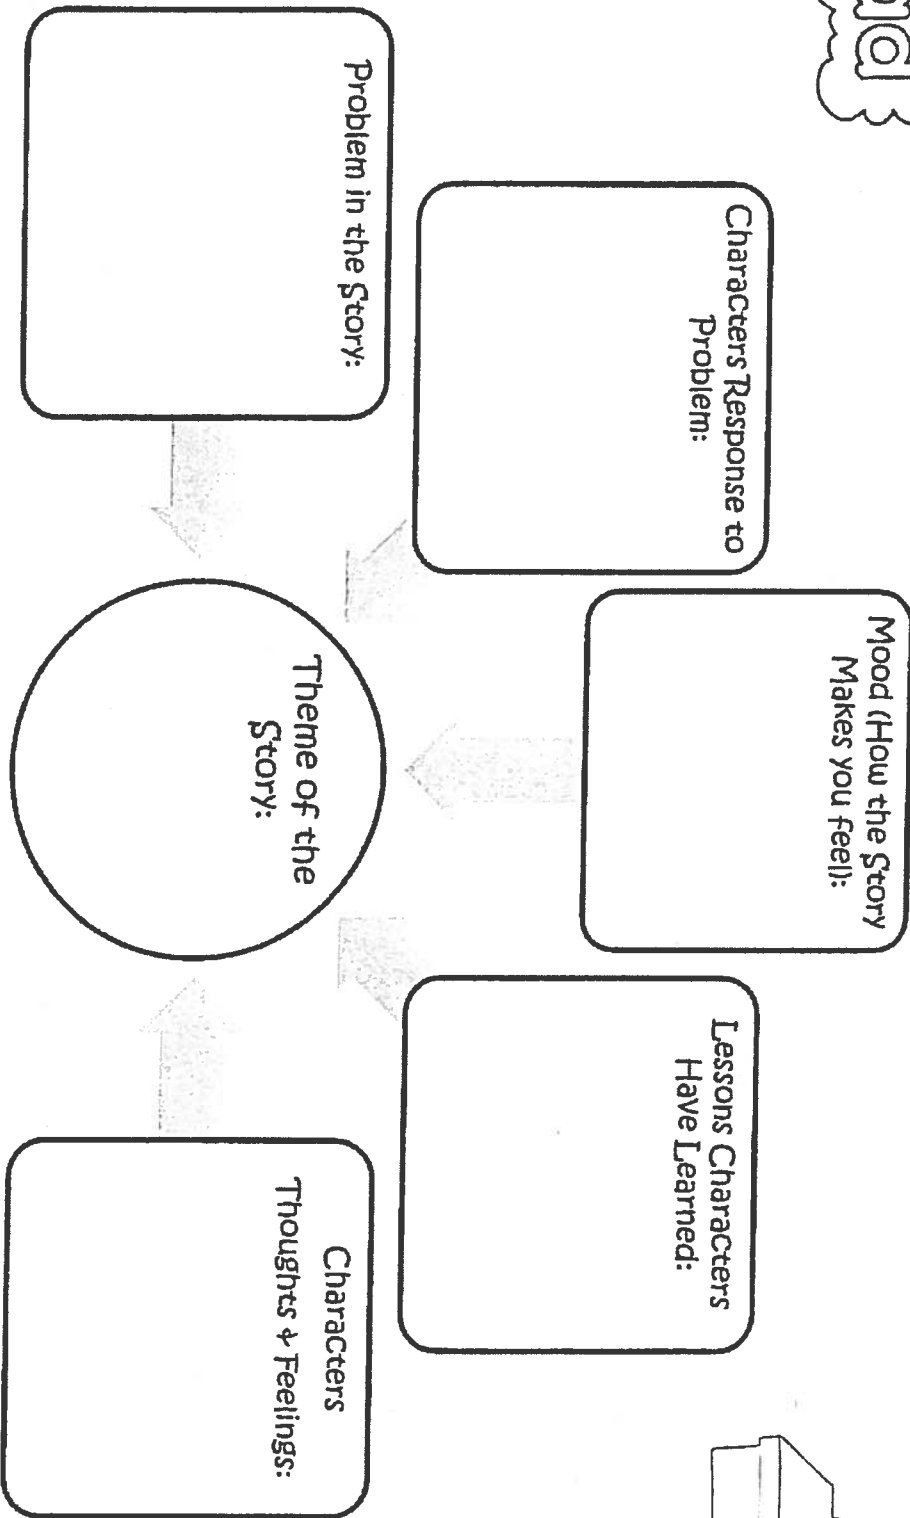 Problem in the Story:
Characters Response to
Problem:
Mood (How the Story
Makes you feel):
Lessons Characters
Have Learned:
Characters
Thoughts & Feelings:
Theme of the
Story: